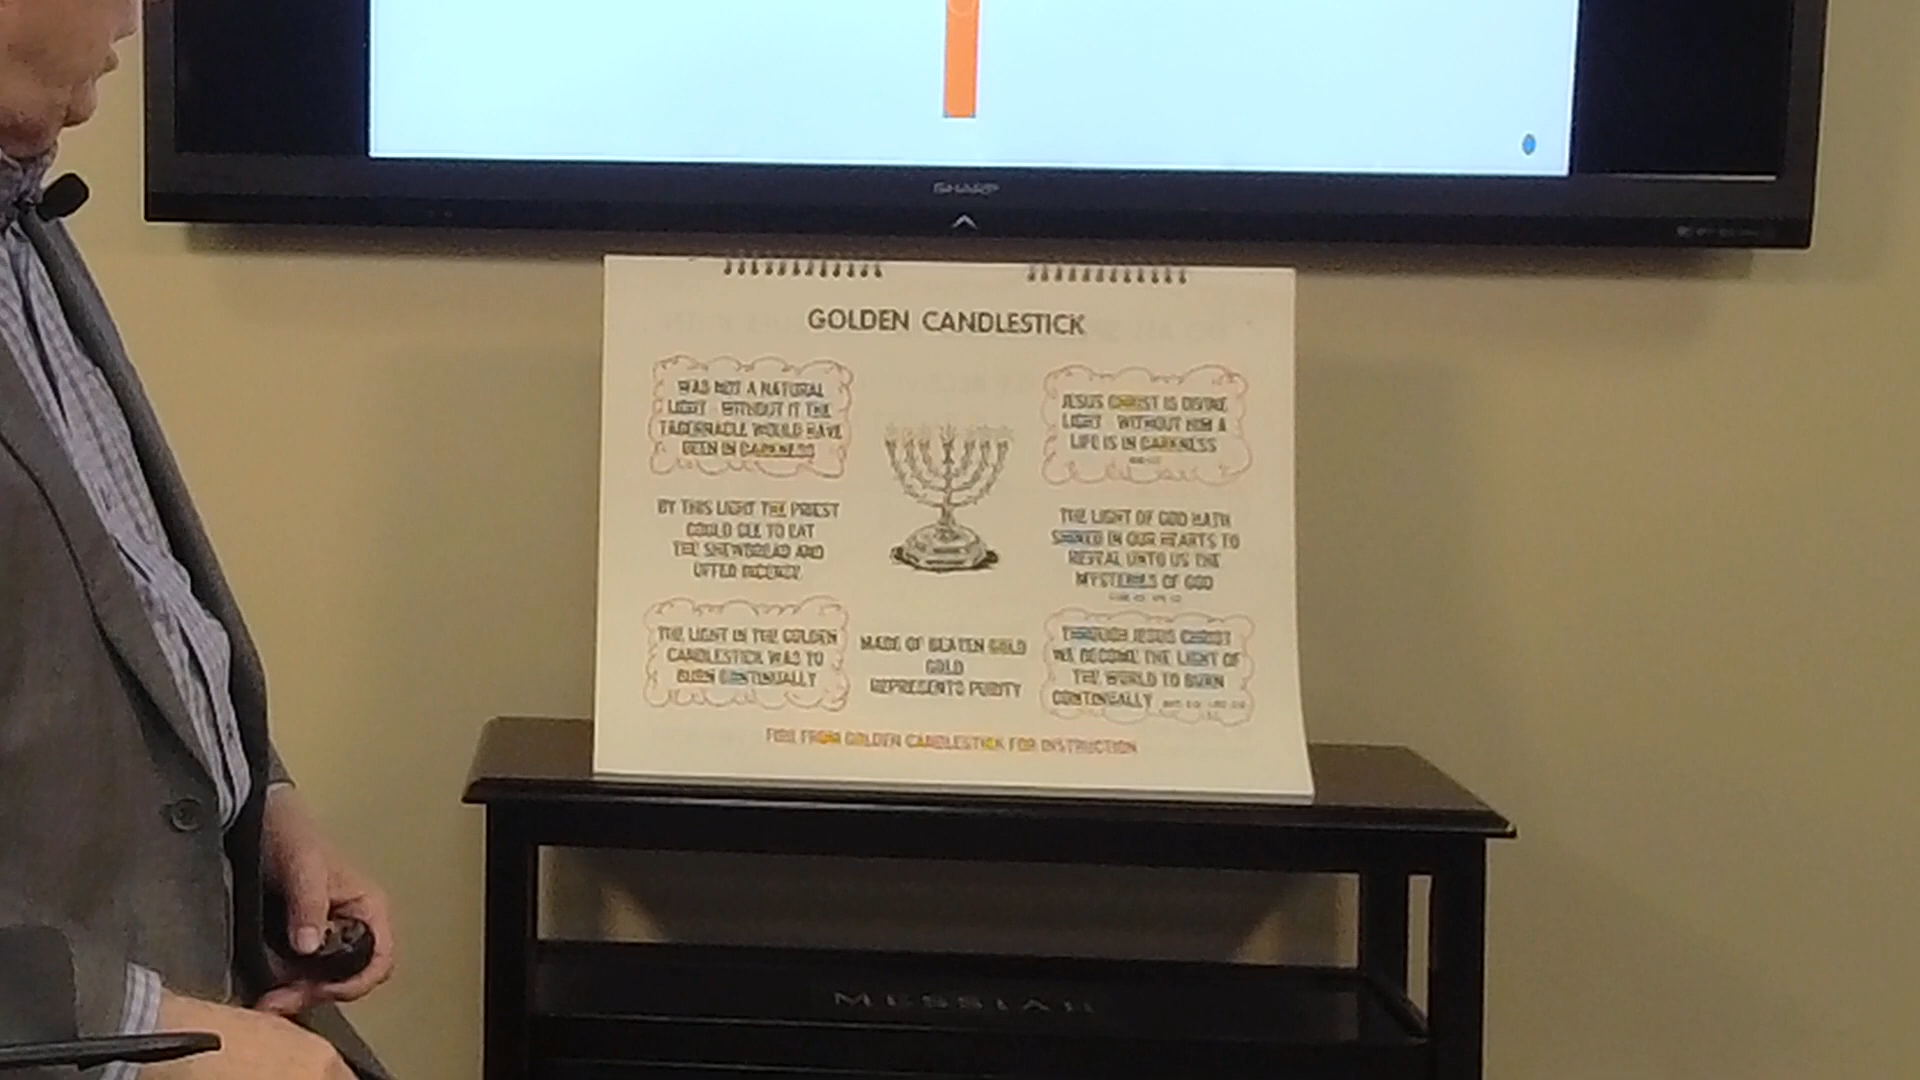 SHARP
GOLDEN CANDLESTICK
WAS NOT A NATURAL
LIGHT WITHOUT IT THE
TABERNACLE WOULD HAVE
BEEN IN DARKNESS
BY THIS LIGHT THE PRIEST
COULD SEE TO EAT
THE SHEWBREAD AND
OFFER INCENSE
THE LIGHT IN THE GOLDEN
CANDLESTICK WAS TO
BURN CONTINUALLY
MADE OF BEATEN GOLD
GOLD
REPRESENTS PURITY
JESUS CHRIST IS DIVINE
LIGHT WITHOUT HIM A
LIFE IS IN DARKNESS
THE LIGHT OF GOD HATH
SHINED IN OUR HEARTS TO
REVEAL UNTO US THE
MYSTERIES OF GOD
THROUGH JESUS CHRIST
WE BECOME THE LIGHT OF
THE WORLD TO BURN
CONTINUALLY
FIRE FROM GOLDEN CANDLESTICK FOR INSTRUCTION
MESSIAH